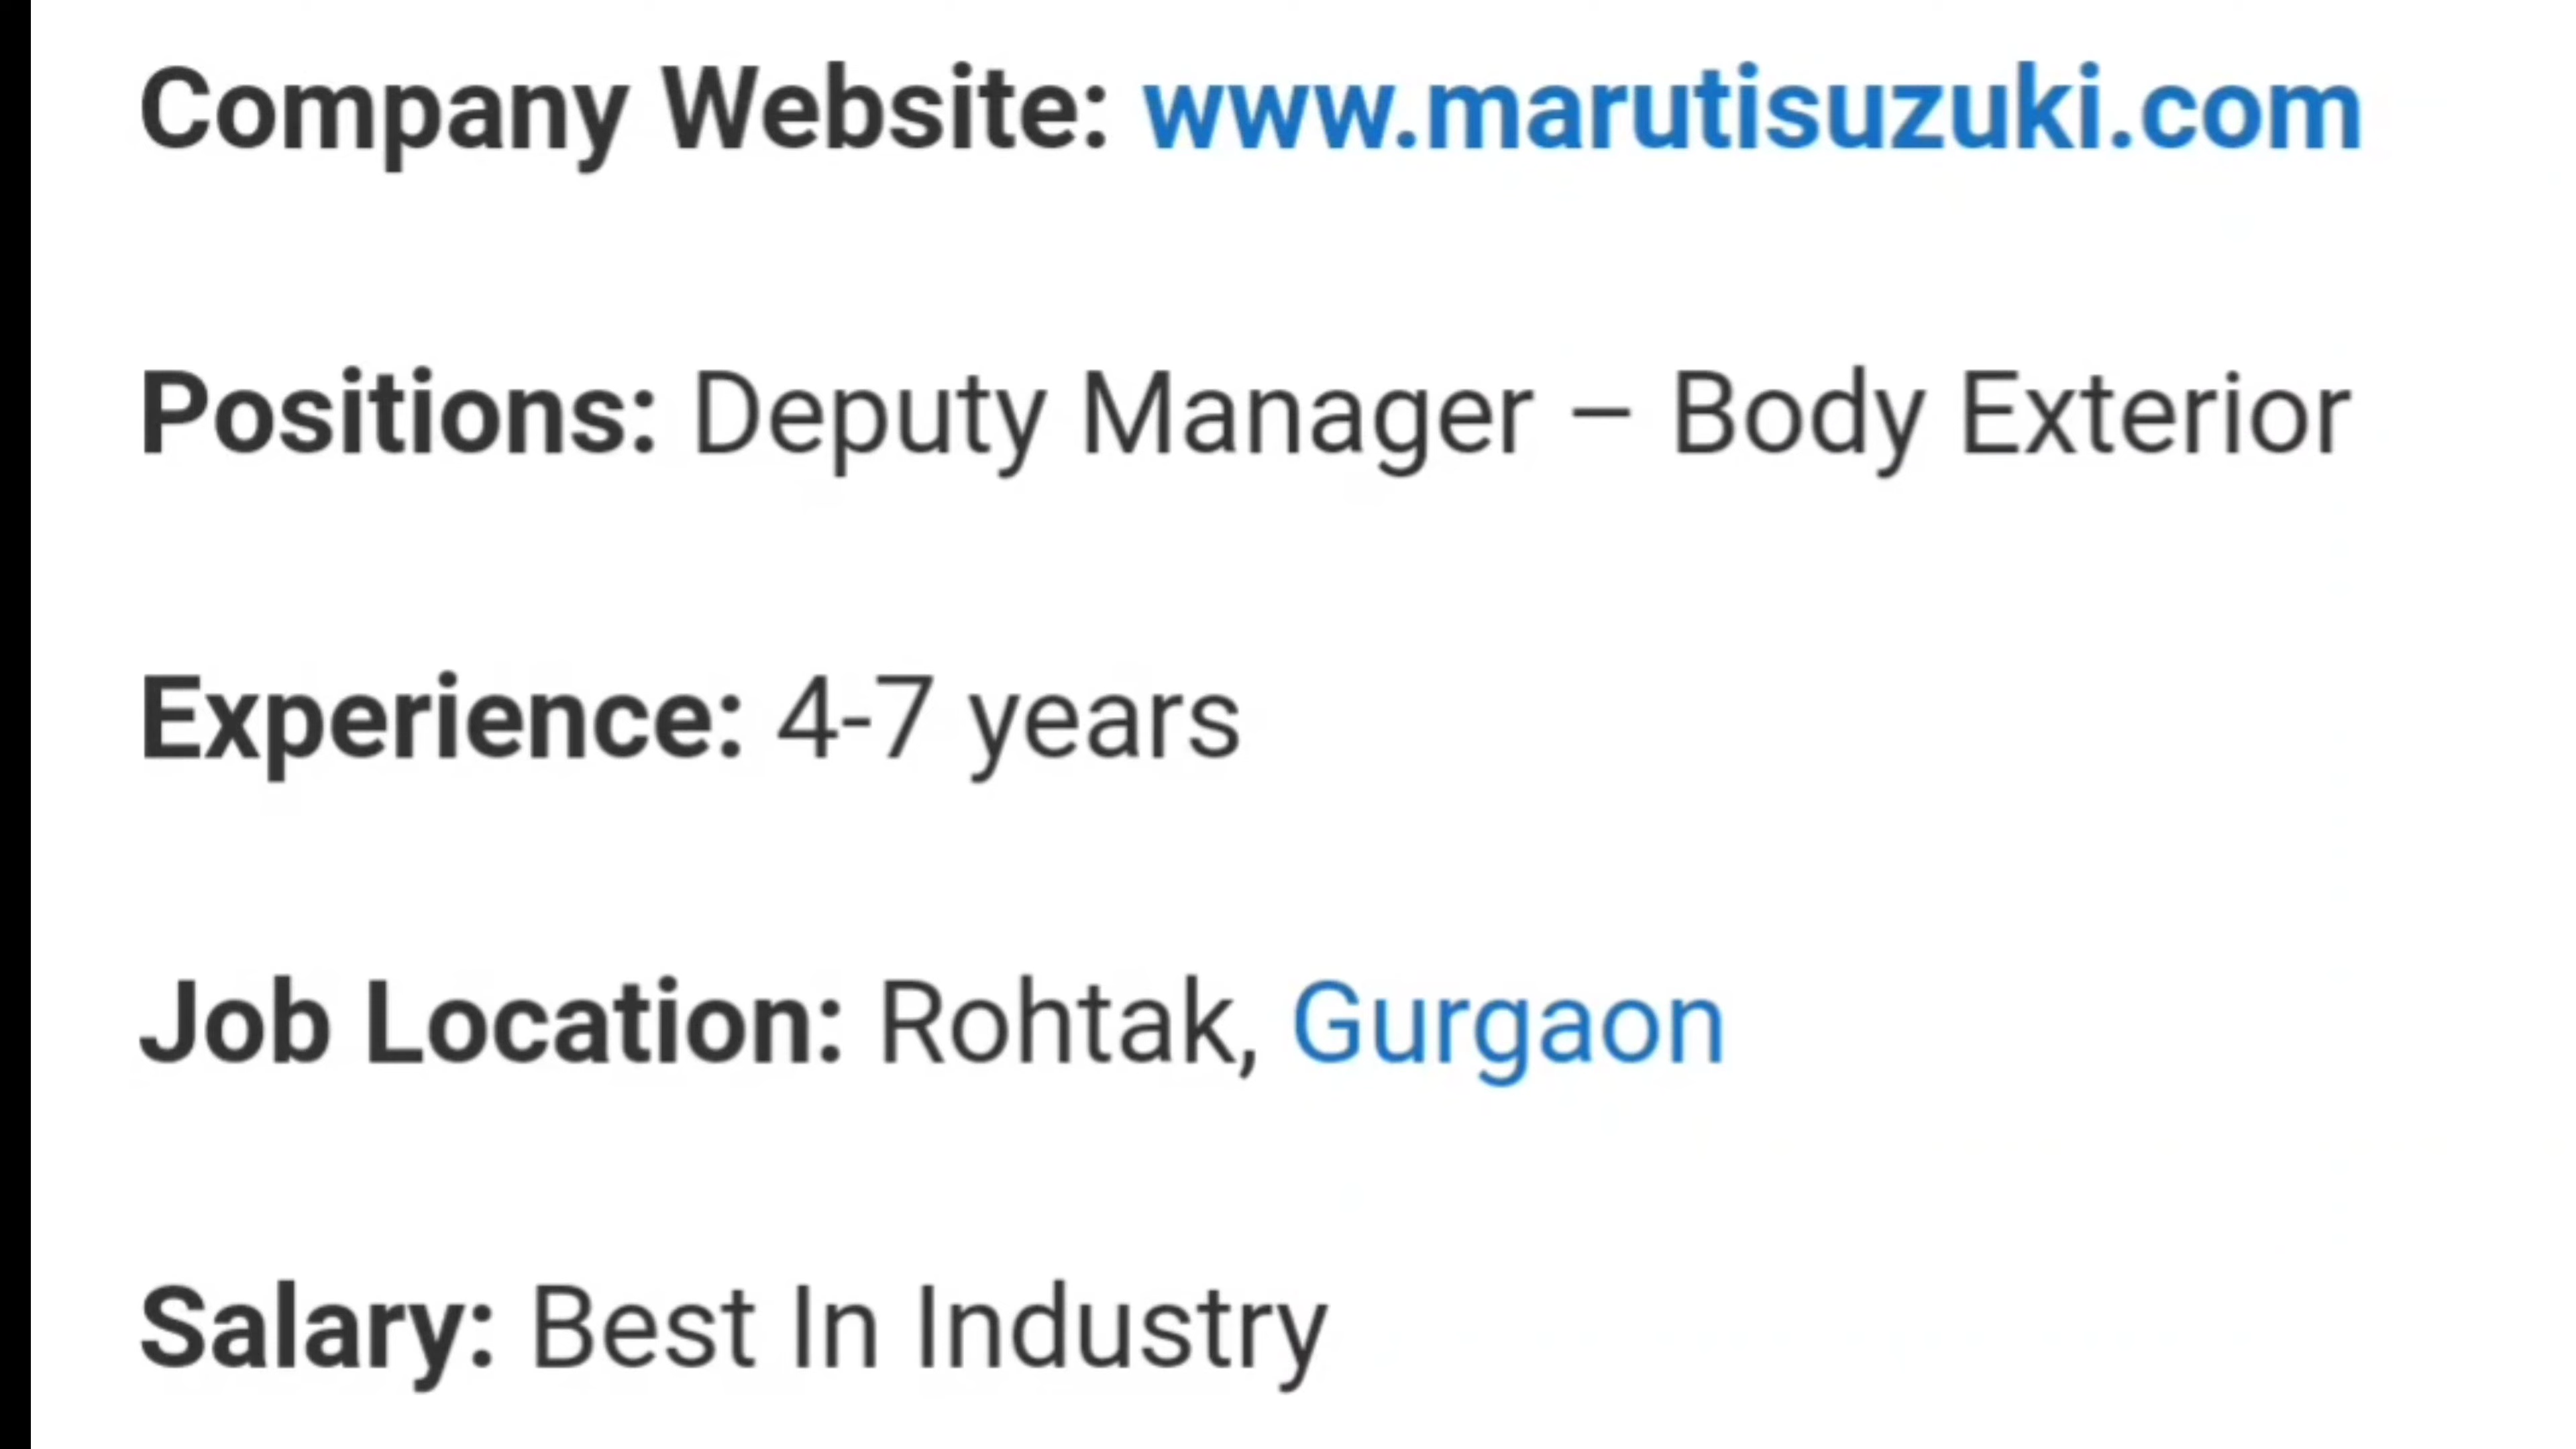 Company Website: www.marutisuzuki.com
Positions: Deputy Manager – Body Exterior
Experience: 4-7 years
Job Location: Rohtak, Gurgaon
Salary: Best In Industry